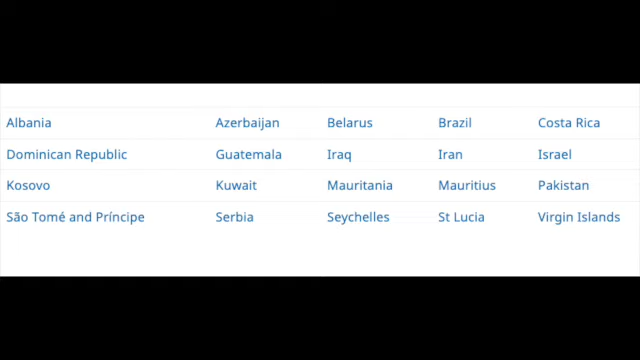 Albania Azerbaijan Belarus Brazil Costa Rica
Dominican Republic Guatemala Iraq Iran Israel
Kosovo Kuwait Mauritania Mauritius Pakistan
São Tomé and Príncipe Serbia Seychelles St Lucia Virgin Islands